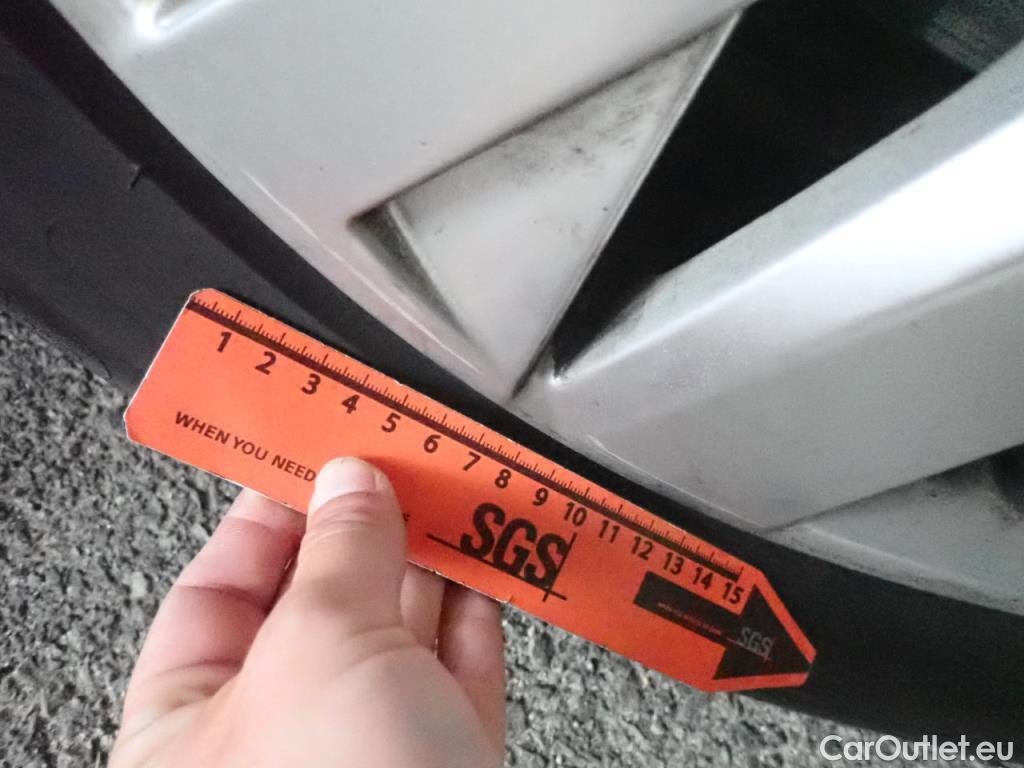 1 2 3 4 5 6 7 8 9 10 11 12 13 14 15
WHEN YOU NEED
SGS
SGS
CarOutlet.eu